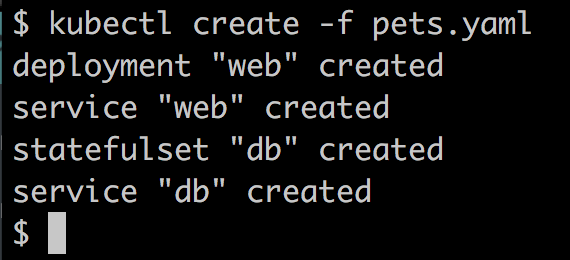 $ kubectl create -f pets.yaml
deployment "web" created
service "web" created
statefulset "db" created
service "db" created
$